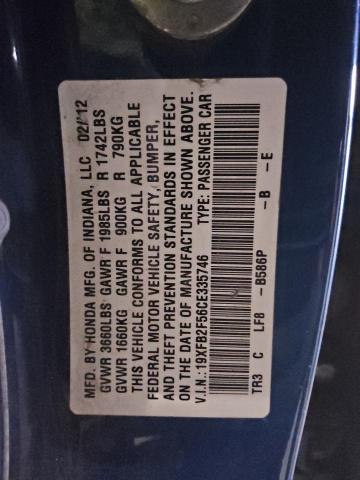 MFD. BY HONDA MFG. OF INDIANA, LLC 02/12
GVWR 3660LBS GAWR F 1985LBS R 1742LBS
GVWR 1660KG GAWR F 900KG R 790KG
THIS VEHICLE CONFORMS TO ALL APPLICABLE
FEDERAL MOTOR VEHICLE SAFETY, BUMPER,
AND THEFT PREVENTION STANDARDS IN EFFECT
ON THE DATE OF MANUFACTURE SHOWN ABOVE.
V.I.N.: 19XFB2F56CE335746 TYPE: PASSENGER CAR
TR3 C LF8 - B586P - B - E